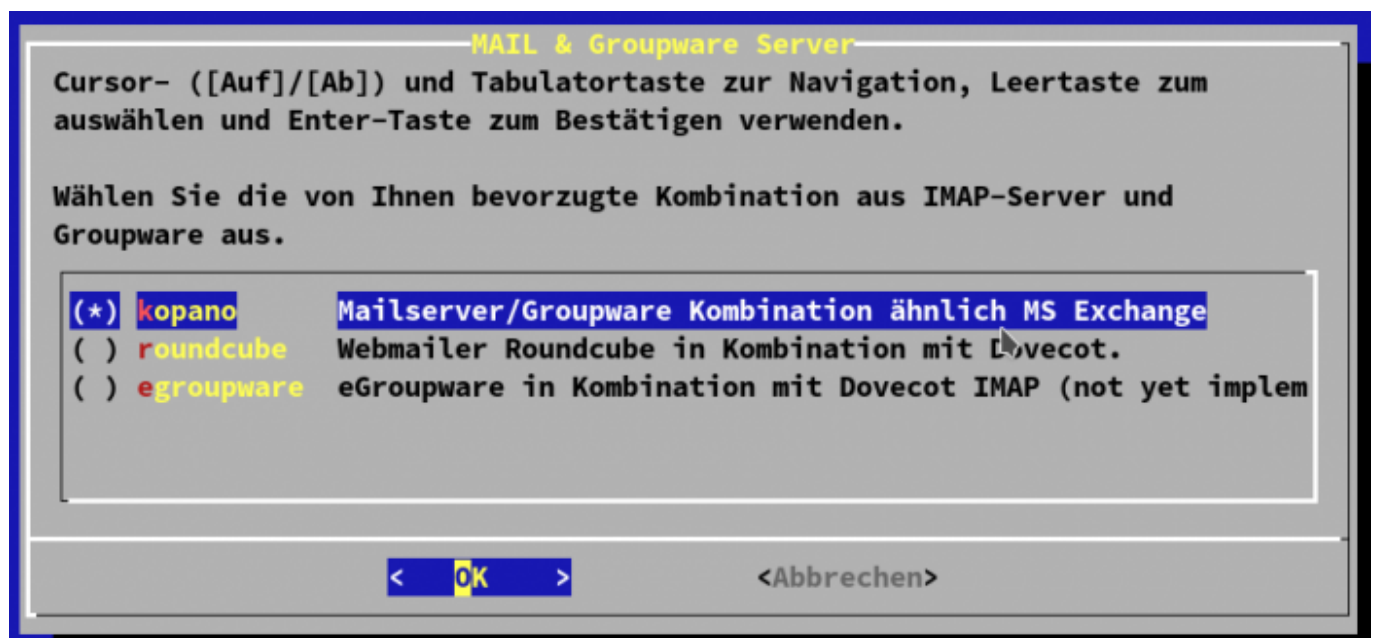 MAIL & Groupware Server
Cursor- ([Auf]/[Ab]) und Tabulatortaste zur Navigation, Leertaste zum
auswählen und Enter-Taste zum Bestätigen verwenden.
Wählen Sie die von Ihnen bevorzugte Kombination aus IMAP-Server und
Groupware aus.
(*) kopano Mailserver/Groupware Kombination ähnlich MS Exchange
( ) roundcube Webmailer Roundcube in Kombination mit Dovecot.
( ) egroupware eGroupware in Kombination mit Dovecot IMAP (not yet implem
< OK > <Abbrechen>